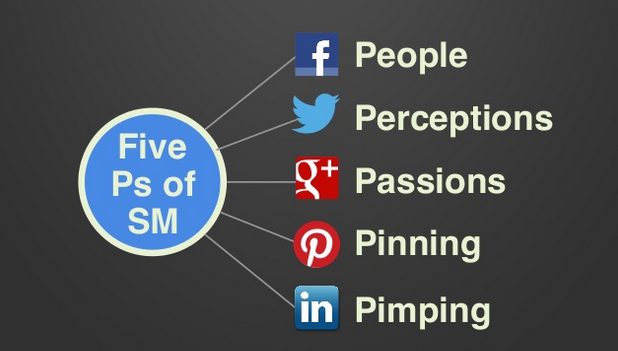 Five
Ps of
SM
f
People
Perceptions
g+
Passions
P
Pinning
in
Pimping